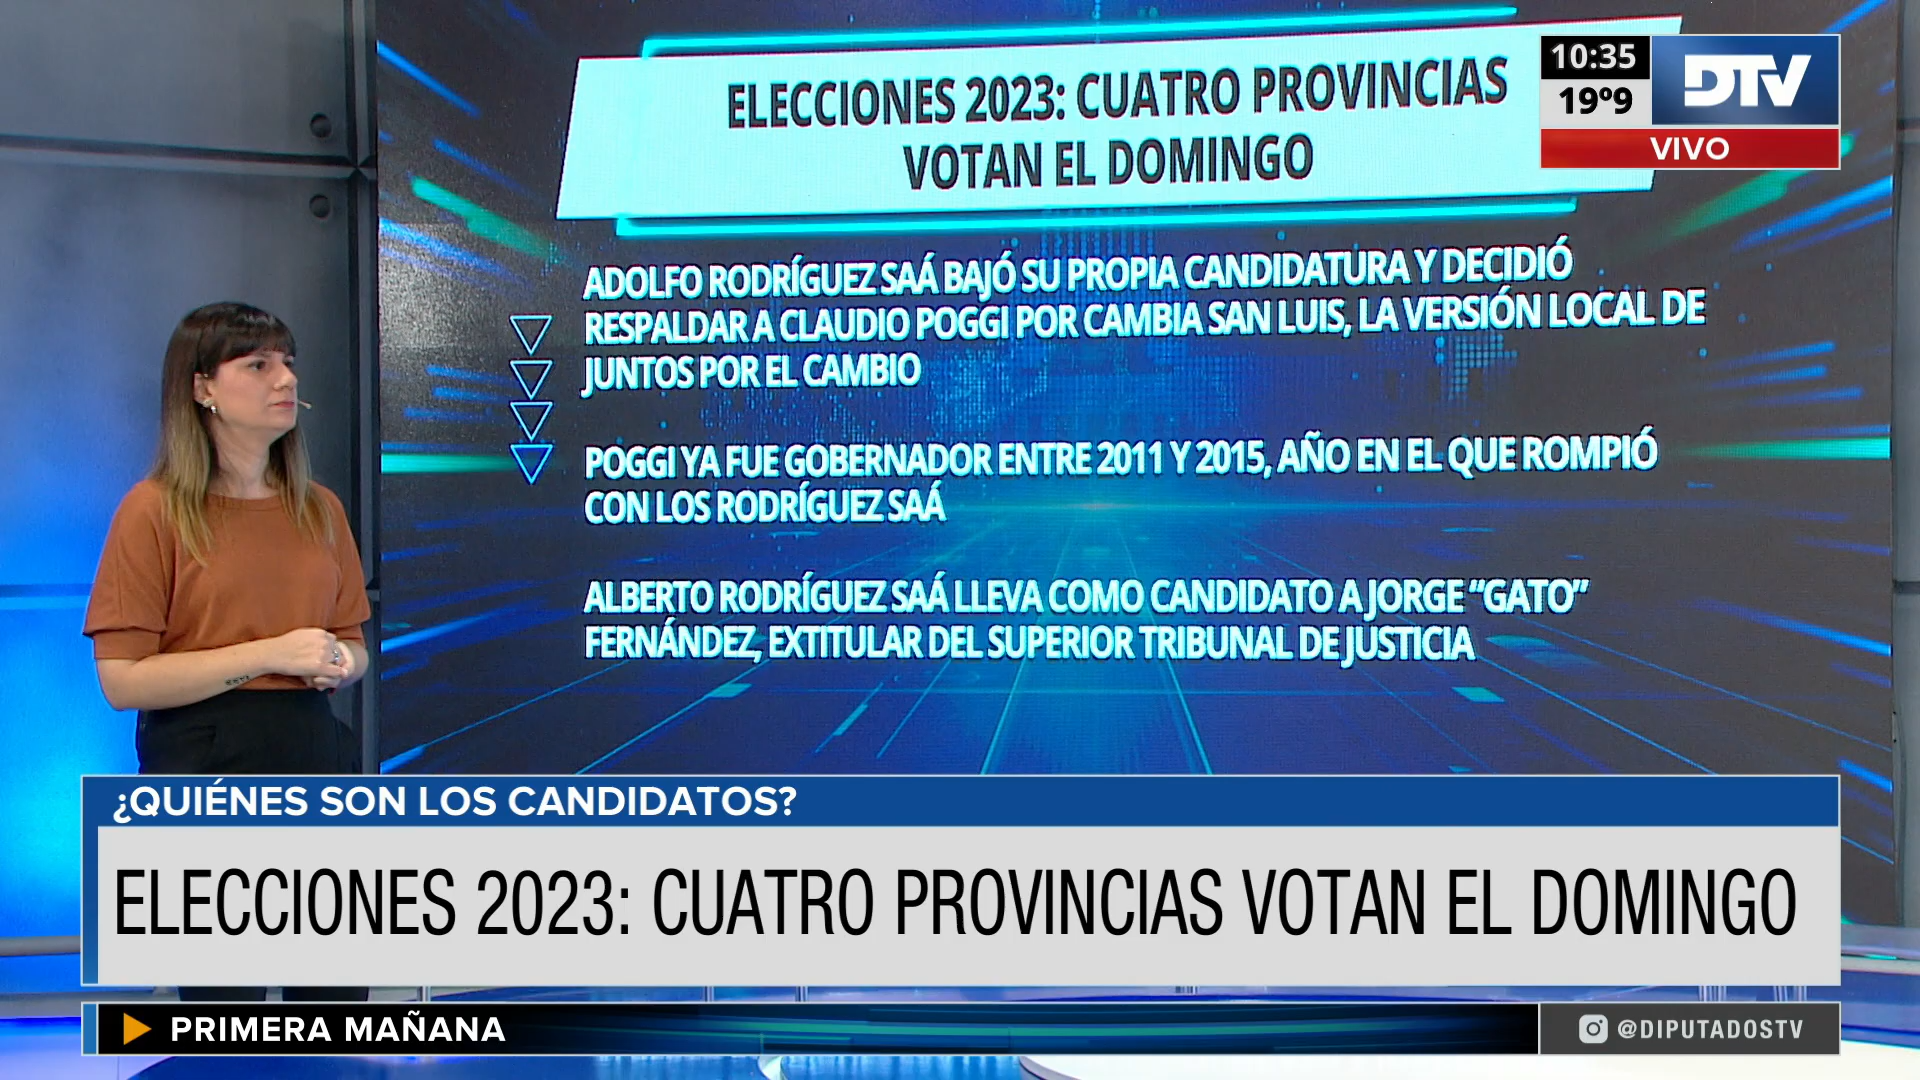 ELECCIONES 2023: CUATRO PROVINCIAS
VOTAN EL DOMINGO
10:35
19º9
DTV
VIVO
ADOLFO RODRÍGUEZ SAÁ BAJÓ SU PROPIA CANDIDATURA Y DECIDIÓ
RESPALDAR A CLAUDIO POGGI POR CAMBIA SAN LUIS, LA VERSIÓN LOCAL DE
JUNTOS POR EL CAMBIO
POGGI YA FUE GOBERNADOR ENTRE 2011 Y 2015, AÑO EN EL QUE ROMPIÓ
CON LOS RODRÍGUEZ SAÁ
ALBERTO RODRÍGUEZ SAÁ LLEVA COMO CANDIDATO A JORGE “GATO”
FERNÁNDEZ, EXTITULAR DEL SUPERIOR TRIBUNAL DE JUSTICIA
¿QUIÉNES SON LOS CANDIDATOS?
ELECCIONES 2023: CUATRO PROVINCIAS VOTAN EL DOMINGO
PRIMERA MAÑANA
@DIPUTADOSTV